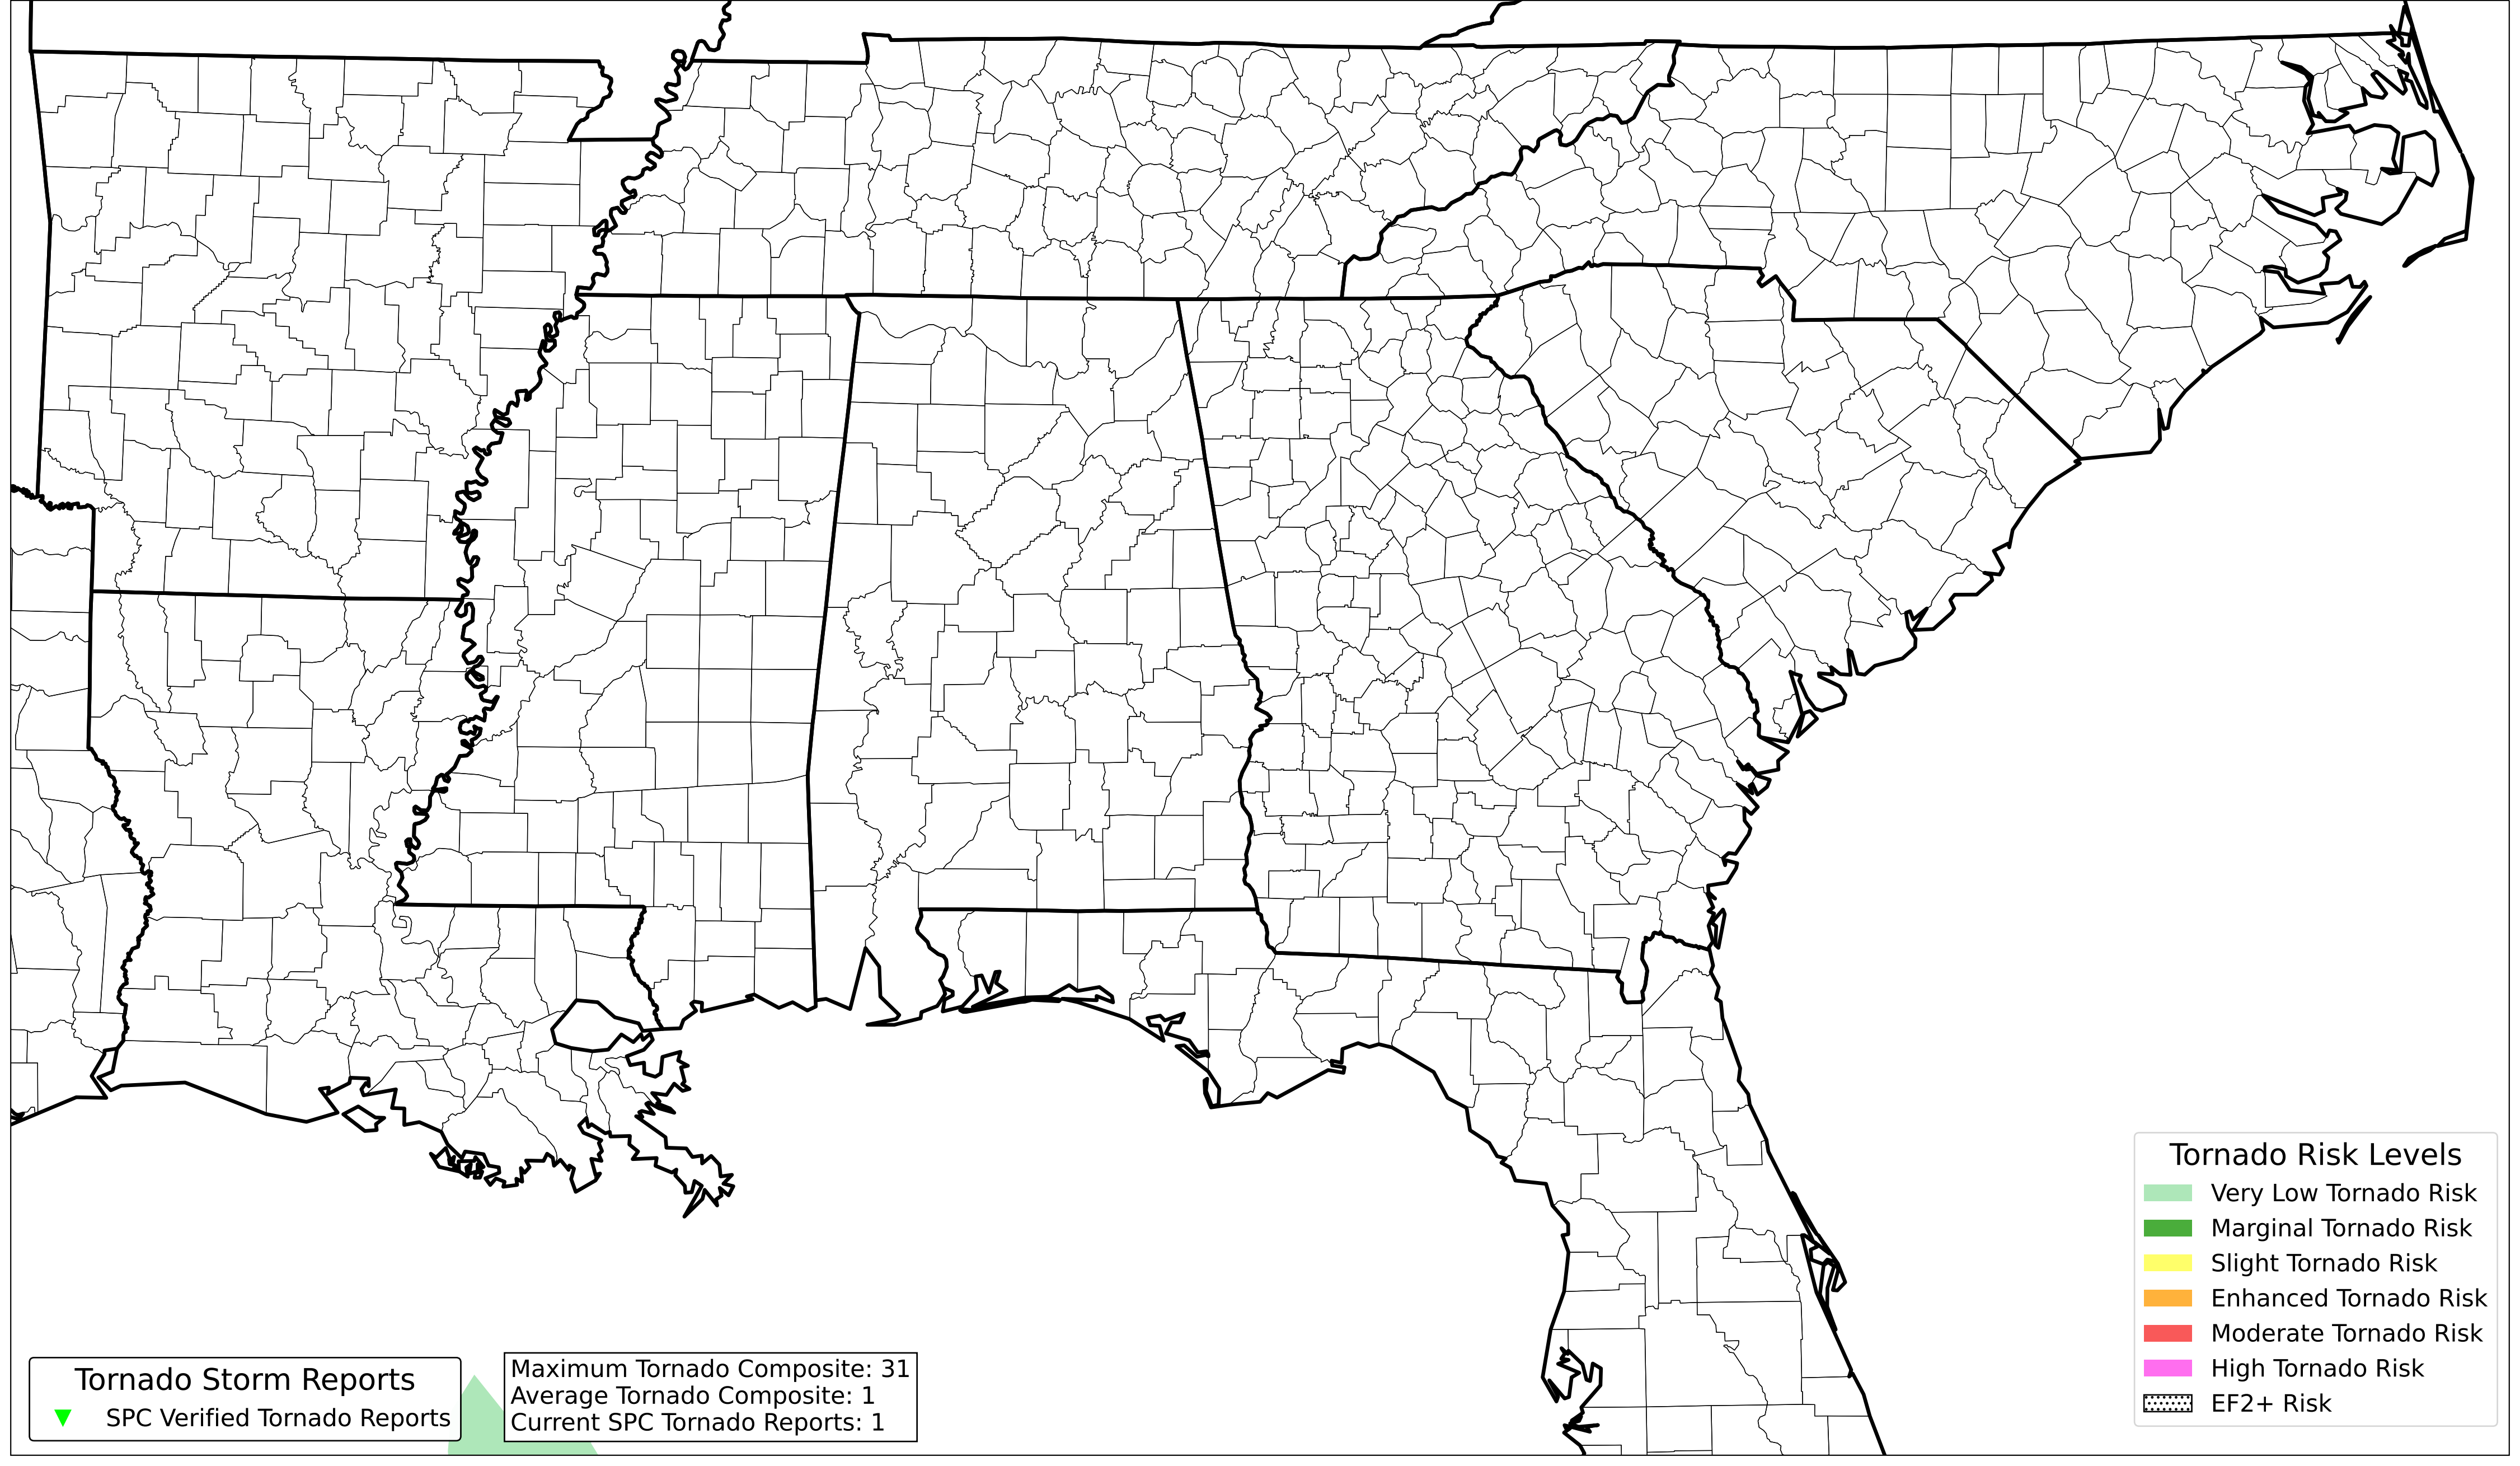 Tornado Storm Reports
SPC Verified Tornado Reports
Maximum Tornado Composite: 31
Average Tornado Composite: 1
Current SPC Tornado Reports: 1
Tornado Risk Levels
Very Low Tornado Risk
Marginal Tornado Risk
Slight Tornado Risk
Enhanced Tornado Risk
Moderate Tornado Risk
High Tornado Risk
EF2+ Risk